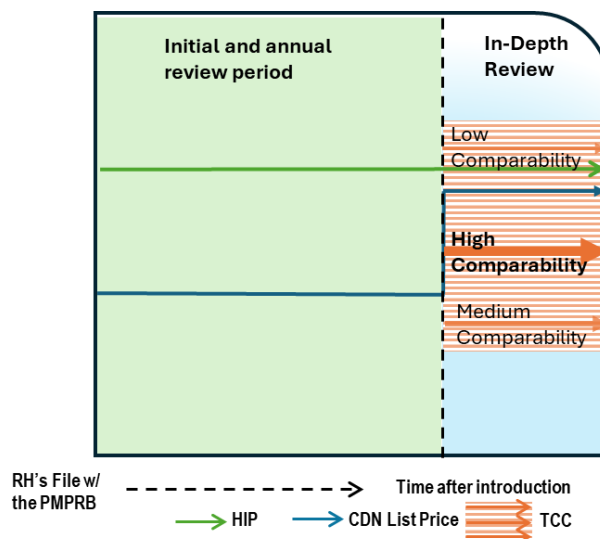 Initial and annual
review period
In-Depth
Review
Low
Comparability
High
Comparability
Medium
Comparability
RH's File w/
the PMPRB
Time after introduction
HIP
CDN List Price
TCC